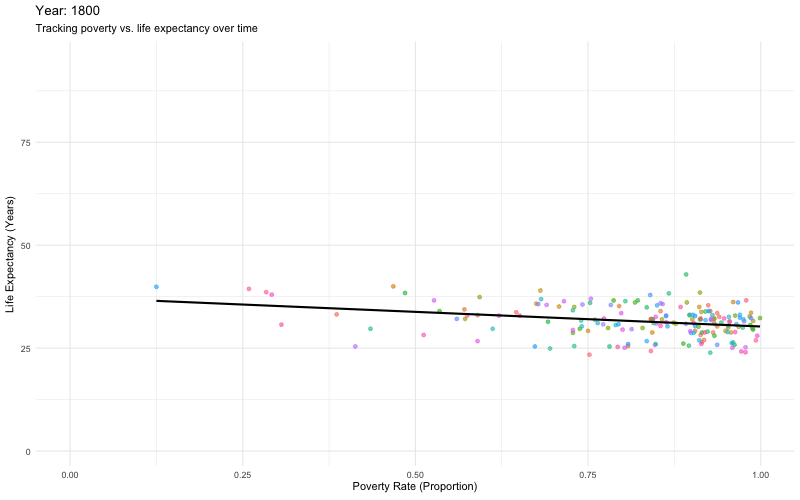 Year: 1800
Tracking poverty vs. life expectancy over time
Life Expectancy (Years)
75
50
25
0
0.00 0.25 0.50 0.75 1.00
Poverty Rate (Proportion)